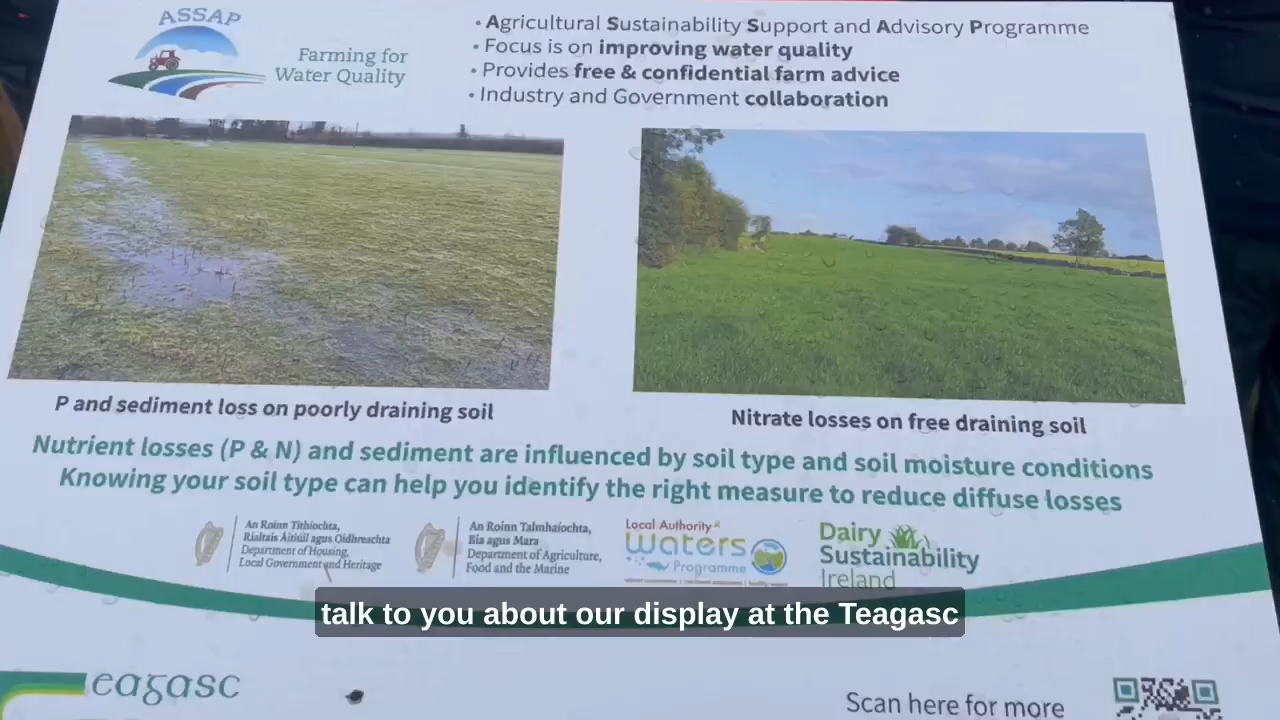 ASSAP
Farming for
Water Quality
• Agricultural Sustainability Support and Advisory Programme
• Focus is on improving water quality
• Provides free & confidential farm advice
• Industry and Government collaboration
P and sediment loss on poorly draining soil
Nitrate losses on free draining soil
Nutrient losses (P & N) and sediment are influenced by soil type and soil moisture conditions
Knowing your soil type can help you identify the right measure to reduce diffuse losses
An Roinn Tithíochta,
Rialtais Áitiúil agus Oidhreachta
Department of Housing,
Local Government and Heritage
An Roinn Talmhaíochta,
Bia agus Mara
Department of Agriculture,
Food and the Marine
Local Authority
Waters
Programme
Dairy
Sustainability
Ireland
talk to you about our display at the Teagasc
eagasc
Scan here for more